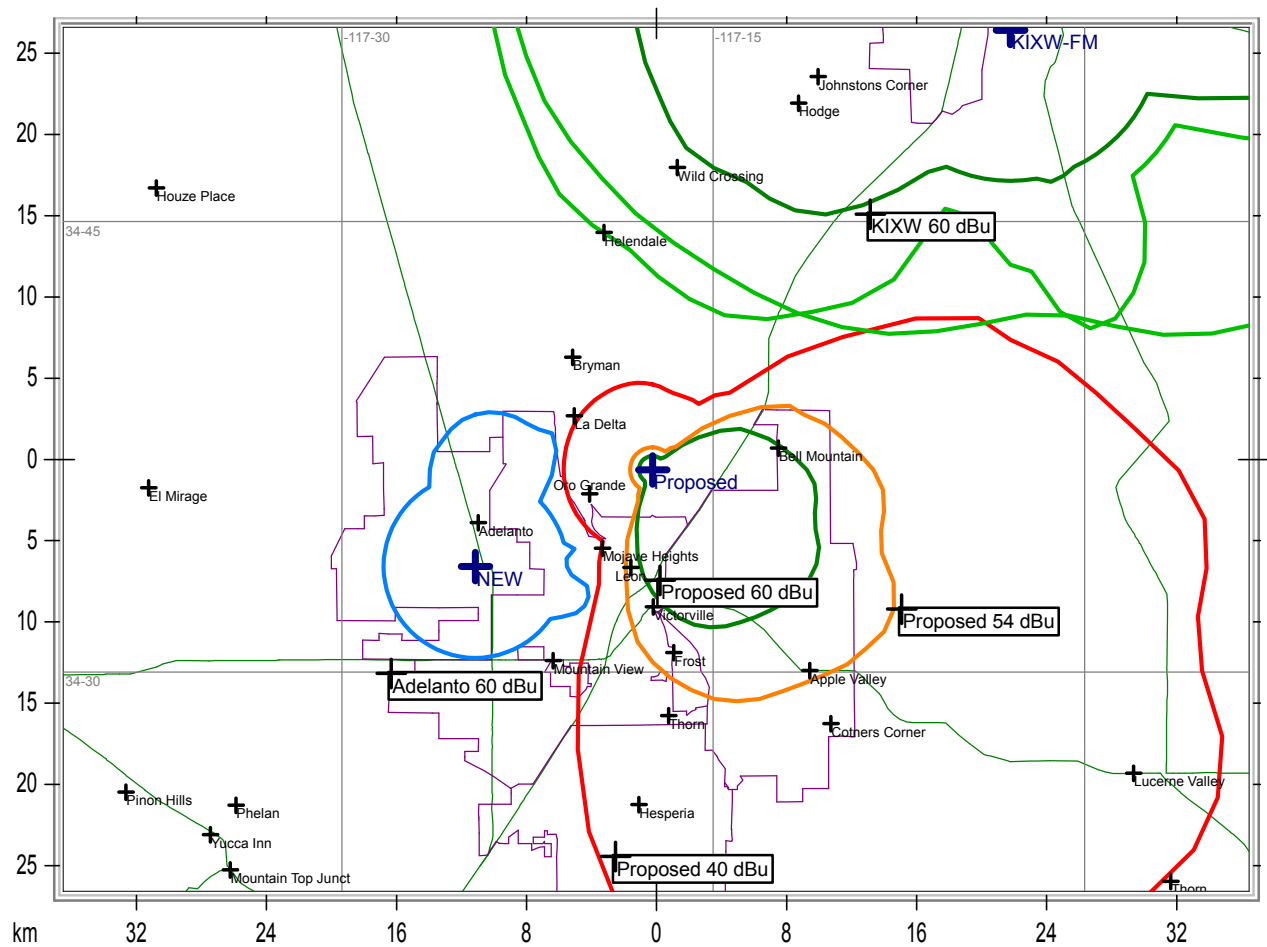 25
-117-30
-117-15
KIXW-FM
Johnstons Corner
Hodge
20
Wild Crossing
Houze Place
15
34-45
KIXW 60 dBu
Helendale
10
5
Bryman
La Delta
0
Bell Mountain
Proposed
Oro Grande
El Mirage
Adelanto
5
Mojave Heights
NEW
Leon
Proposed 60 dBu
Victorville
10
Proposed 54 dBu
Frost
Mountain View
34-30
Apple Valley
Adelanto 60 dBu
15
Thorn
Cothers Corner
20
Lucerne Valley
Pinon Hills
Phelan
Hesperia
Yucca Inn
25
Proposed 40 dBu
Mountain Top Junct
Thorn
km
32
24
16
8
0
8
16
24
32